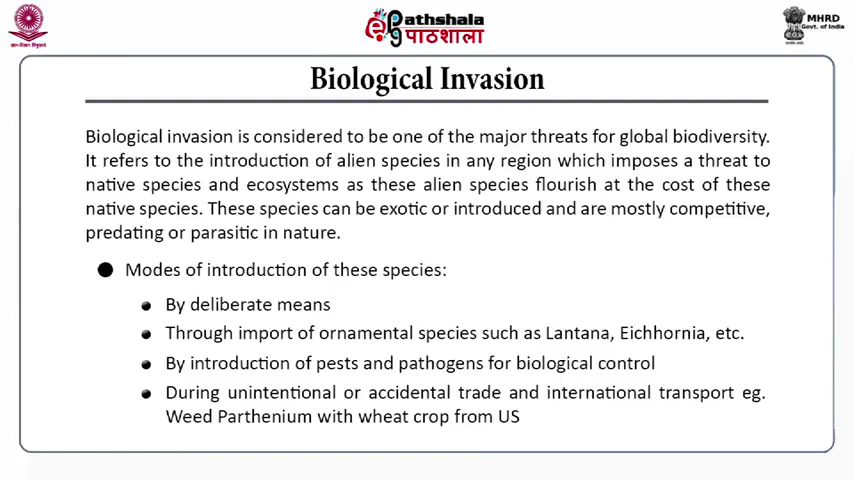 ePathshala
पाठशाला
MHRD
Govt. of India
Biological Invasion
Biological invasion is considered to be one of the major threats for global biodiversity.
It refers to the introduction of alien species in any region which imposes a threat to
native species and ecosystems as these alien species flourish at the cost of these
native species. These species can be exotic or introduced and are mostly competitive,
predating or parasitic in nature.
● Modes of introduction of these species:
● By deliberate means
● Through import of ornamental species such as Lantana, Eichhornia, etc.
● By introduction of pests and pathogens for biological control
● During unintentional or accidental trade and international transport eg.
Weed Parthenium with wheat crop from US